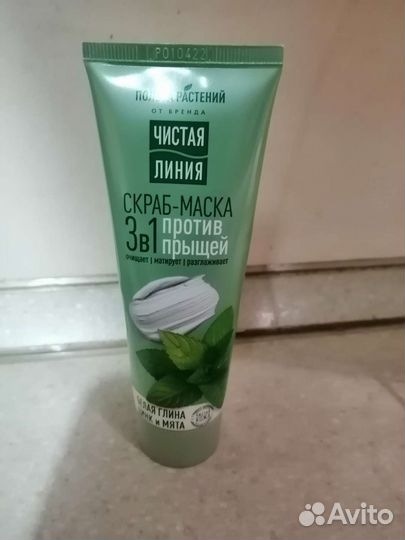 P010422
ПОЛЬЗА РАСТЕНИЙ
ОТ БРЕНДА
ЧИСТАЯ
ЛИНИЯ
СКРАБ-МАСКА
3в1 против
прыщей
очищает | матирует | разглаживает
БЕЛАЯ ГЛИНА
ЦИНК и МЯТА
Avito